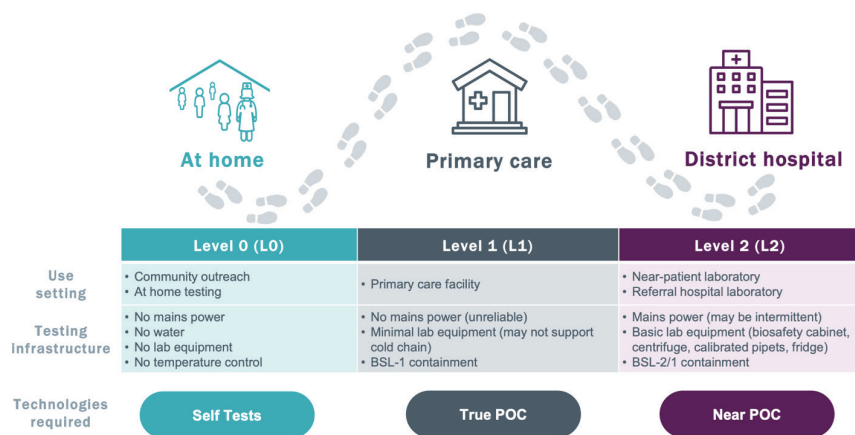 At home
Primary care
District hospital
Level 0 (L0)
Level 1 (L1)
Level 2 (L2)
Use
setting
• Community outreach
• At home testing
• Primary care facility
• Near-patient laboratory
• Referral hospital laboratory
Testing
infrastructure
• No mains power
• No water
• No lab equipment
• No temperature control
• No mains power (unreliable)
• Minimal lab equipment (may not support
cold chain)
• BSL-1 containment
• Mains power (may be intermittent)
• Basic lab equipment (biosafety cabinet,
centrifuge, calibrated pipets, fridge)
• BSL-2/1 containment
Technologies
required
Self Tests
True POC
Near POC